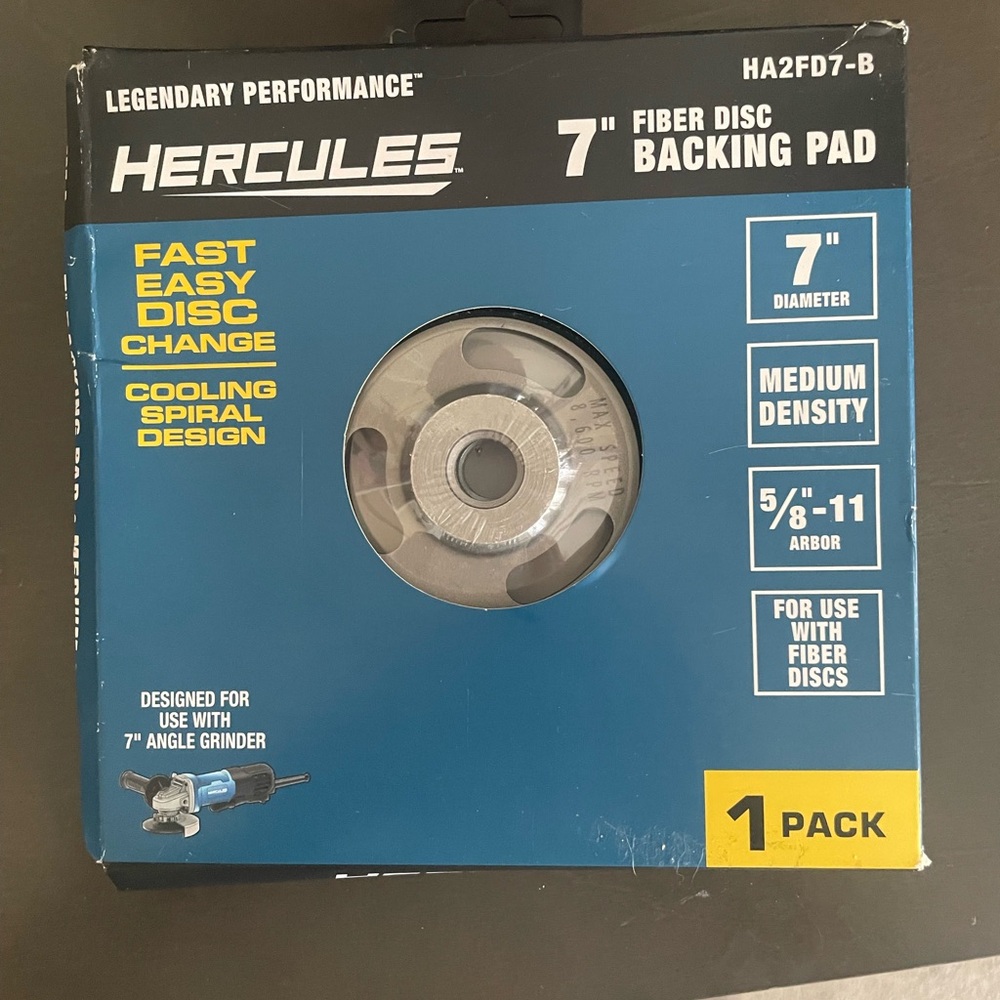 LEGENDARY PERFORMANCE™
HERCULES™
HA2FD7-B
7" FIBER DISC
BACKING PAD
FAST
EASY
DISC
CHANGE
COOLING
SPIRAL
DESIGN
7"
DIAMETER
MEDIUM
DENSITY
5/8"-11
ARBOR
FOR USE
WITH
FIBER
DISCS
MAX SPEED
8,600 RPM
DESIGNED FOR
USE WITH
7" ANGLE GRINDER
HERCULES
1 PACK